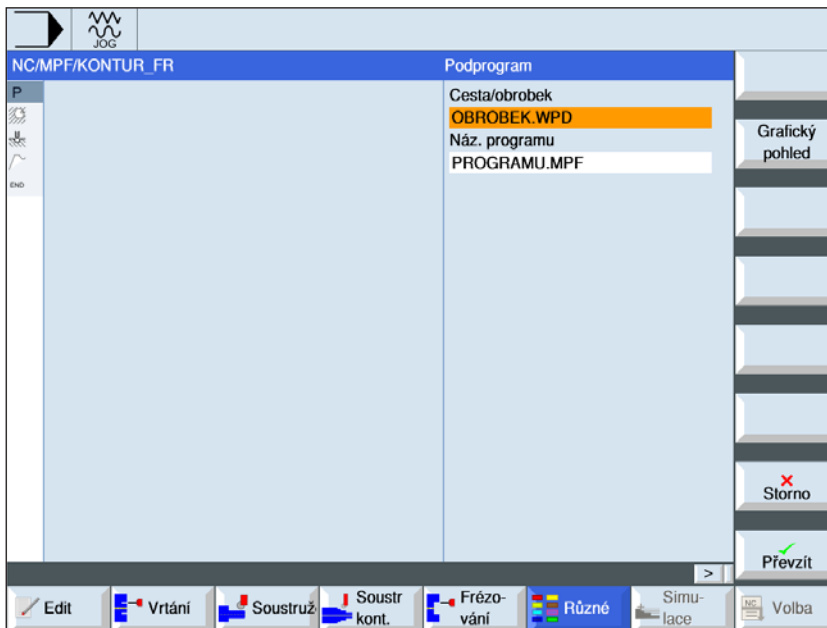 JOG
NC/MPF/KONTUR_FR
Podprogram
P
END
Cesta/obrobek
OBROBEK.WPD
Náz. programu
PROGRAMU.MPF
Grafický
pohled
Storno
Převzít
>
Edit
Vrtání
Soustruž
Soustr
kont.
Frézo-
vání
Různé
Simu-
lace
NC
Volba